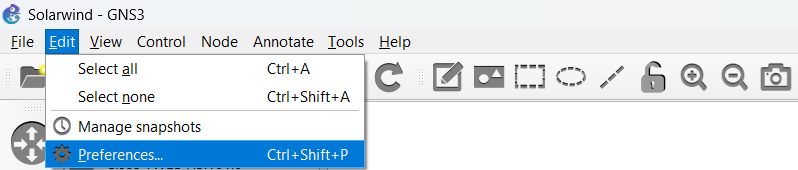 Solarwind - GNS3
File Edit View Control Node Annotate Tools Help
Select all Ctrl+A
Select none Ctrl+Shift+A
Manage snapshots
Preferences... Ctrl+Shift+P